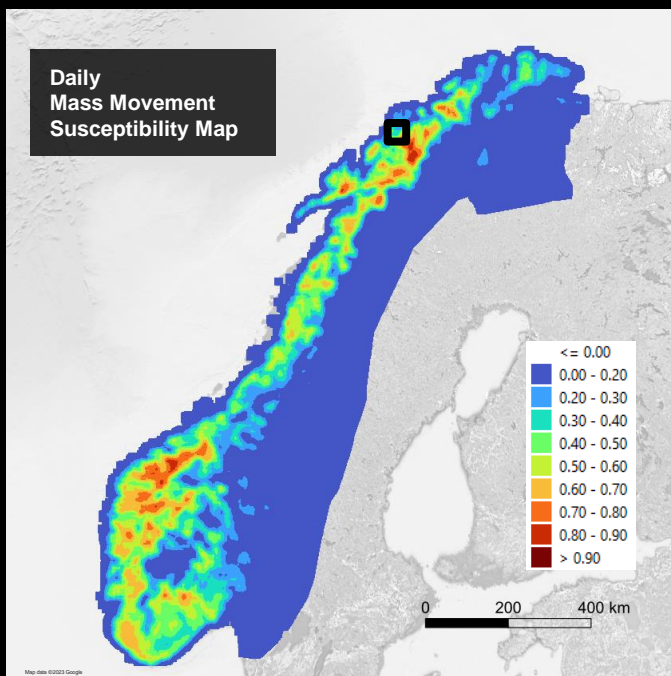 Daily
Mass Movement
Susceptibility Map
<= 0.00
0.00 - 0.20
0.20 - 0.30
0.30 - 0.40
0.40 - 0.50
0.50 - 0.60
0.60 - 0.70
0.70 - 0.80
0.80 - 0.90
> 0.90
0 200 400 km
Map data ©2023 Google